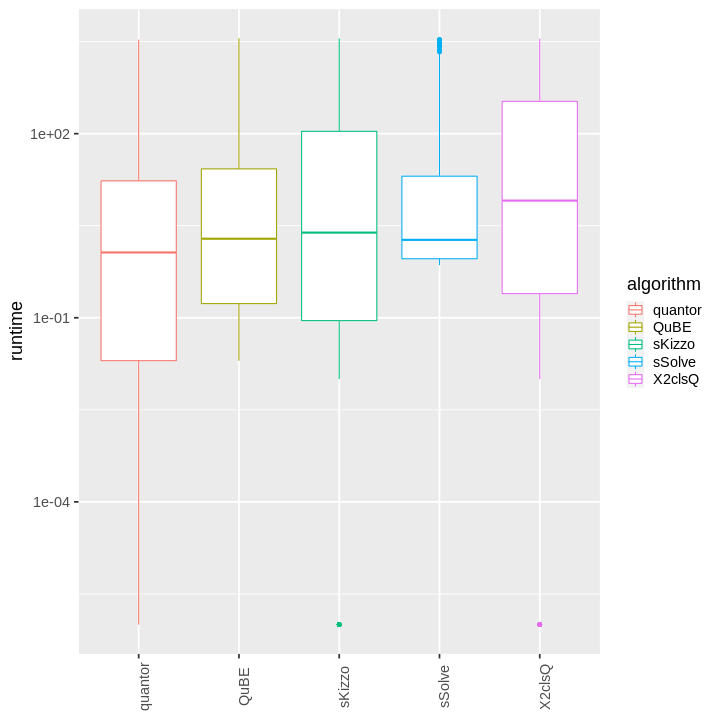 runtime
1e+02
1e-01
1e-04
quantor
QuBE
sKizzo
sSolve
X2clsQ
algorithm
quantor
QuBE
sKizzo
sSolve
X2clsQ